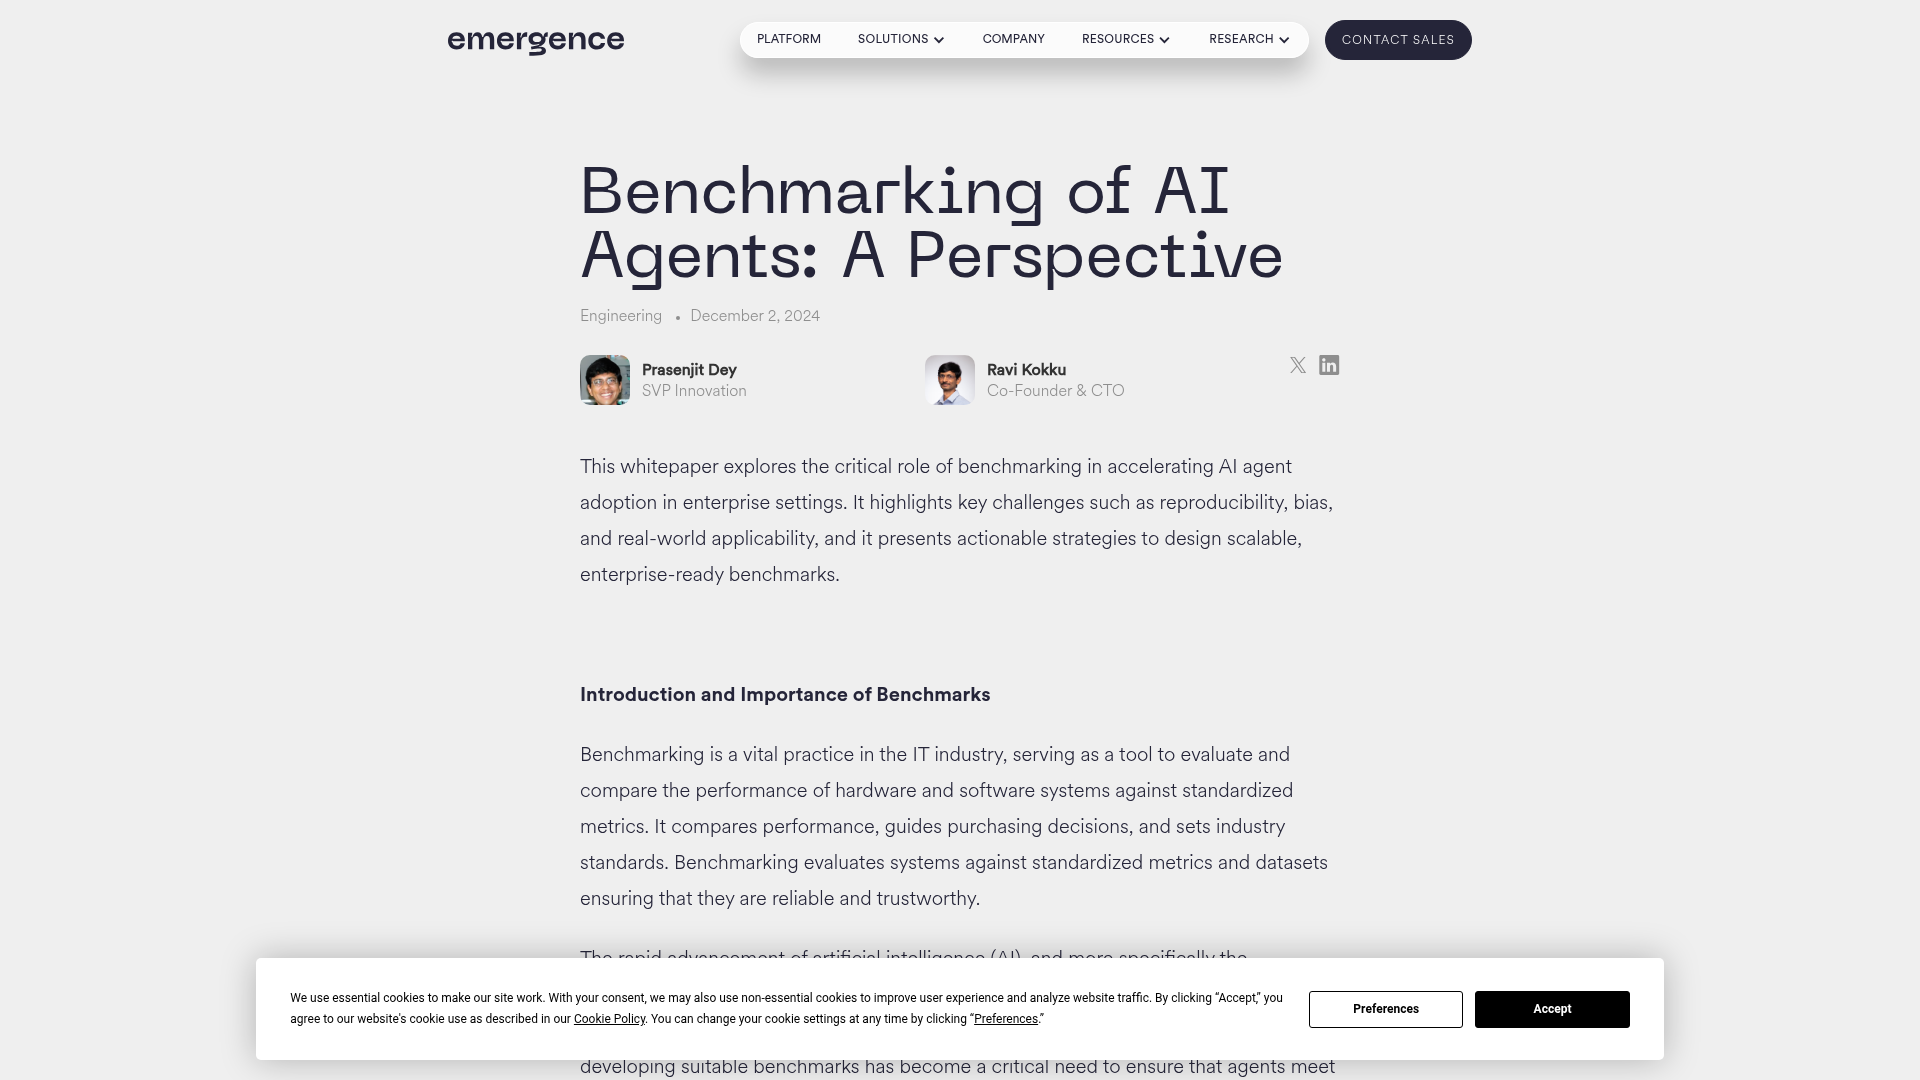 emergence
PLATFORM
SOLUTIONS
COMPANY
RESOURCES
RESEARCH
CONTACT SALES
Benchmarking of AI
Agents: A Perspective
Engineering • December 2, 2024
Prasenjit Dey
SVP Innovation
Ravi Kokku
Co-Founder & CTO
This whitepaper explores the critical role of benchmarking in accelerating AI agent
adoption in enterprise settings. It highlights key challenges such as reproducibility, bias,
and real-world applicability, and it presents actionable strategies to design scalable,
enterprise-ready benchmarks.
Introduction and Importance of Benchmarks
Benchmarking is a vital practice in the IT industry, serving as a tool to evaluate and
compare the performance of hardware and software systems against standardized
metrics. It compares performance, guides purchasing decisions, and sets industry
standards. Benchmarking evaluates systems against standardized metrics and datasets
ensuring that they are reliable and trustworthy.
The rapid advancement of artificial intelligence (AI), and more specifically the
We use essential cookies to make our site work. With your consent, we may also use non-essential cookies to improve user experience and analyze website traffic. By clicking “Accept,” you
agree to our website's cookie use as described in our Cookie Policy. You can change your cookie settings at any time by clicking “Preferences.”
Preferences
Accept
developing suitable benchmarks has become a critical need to ensure that agents meet